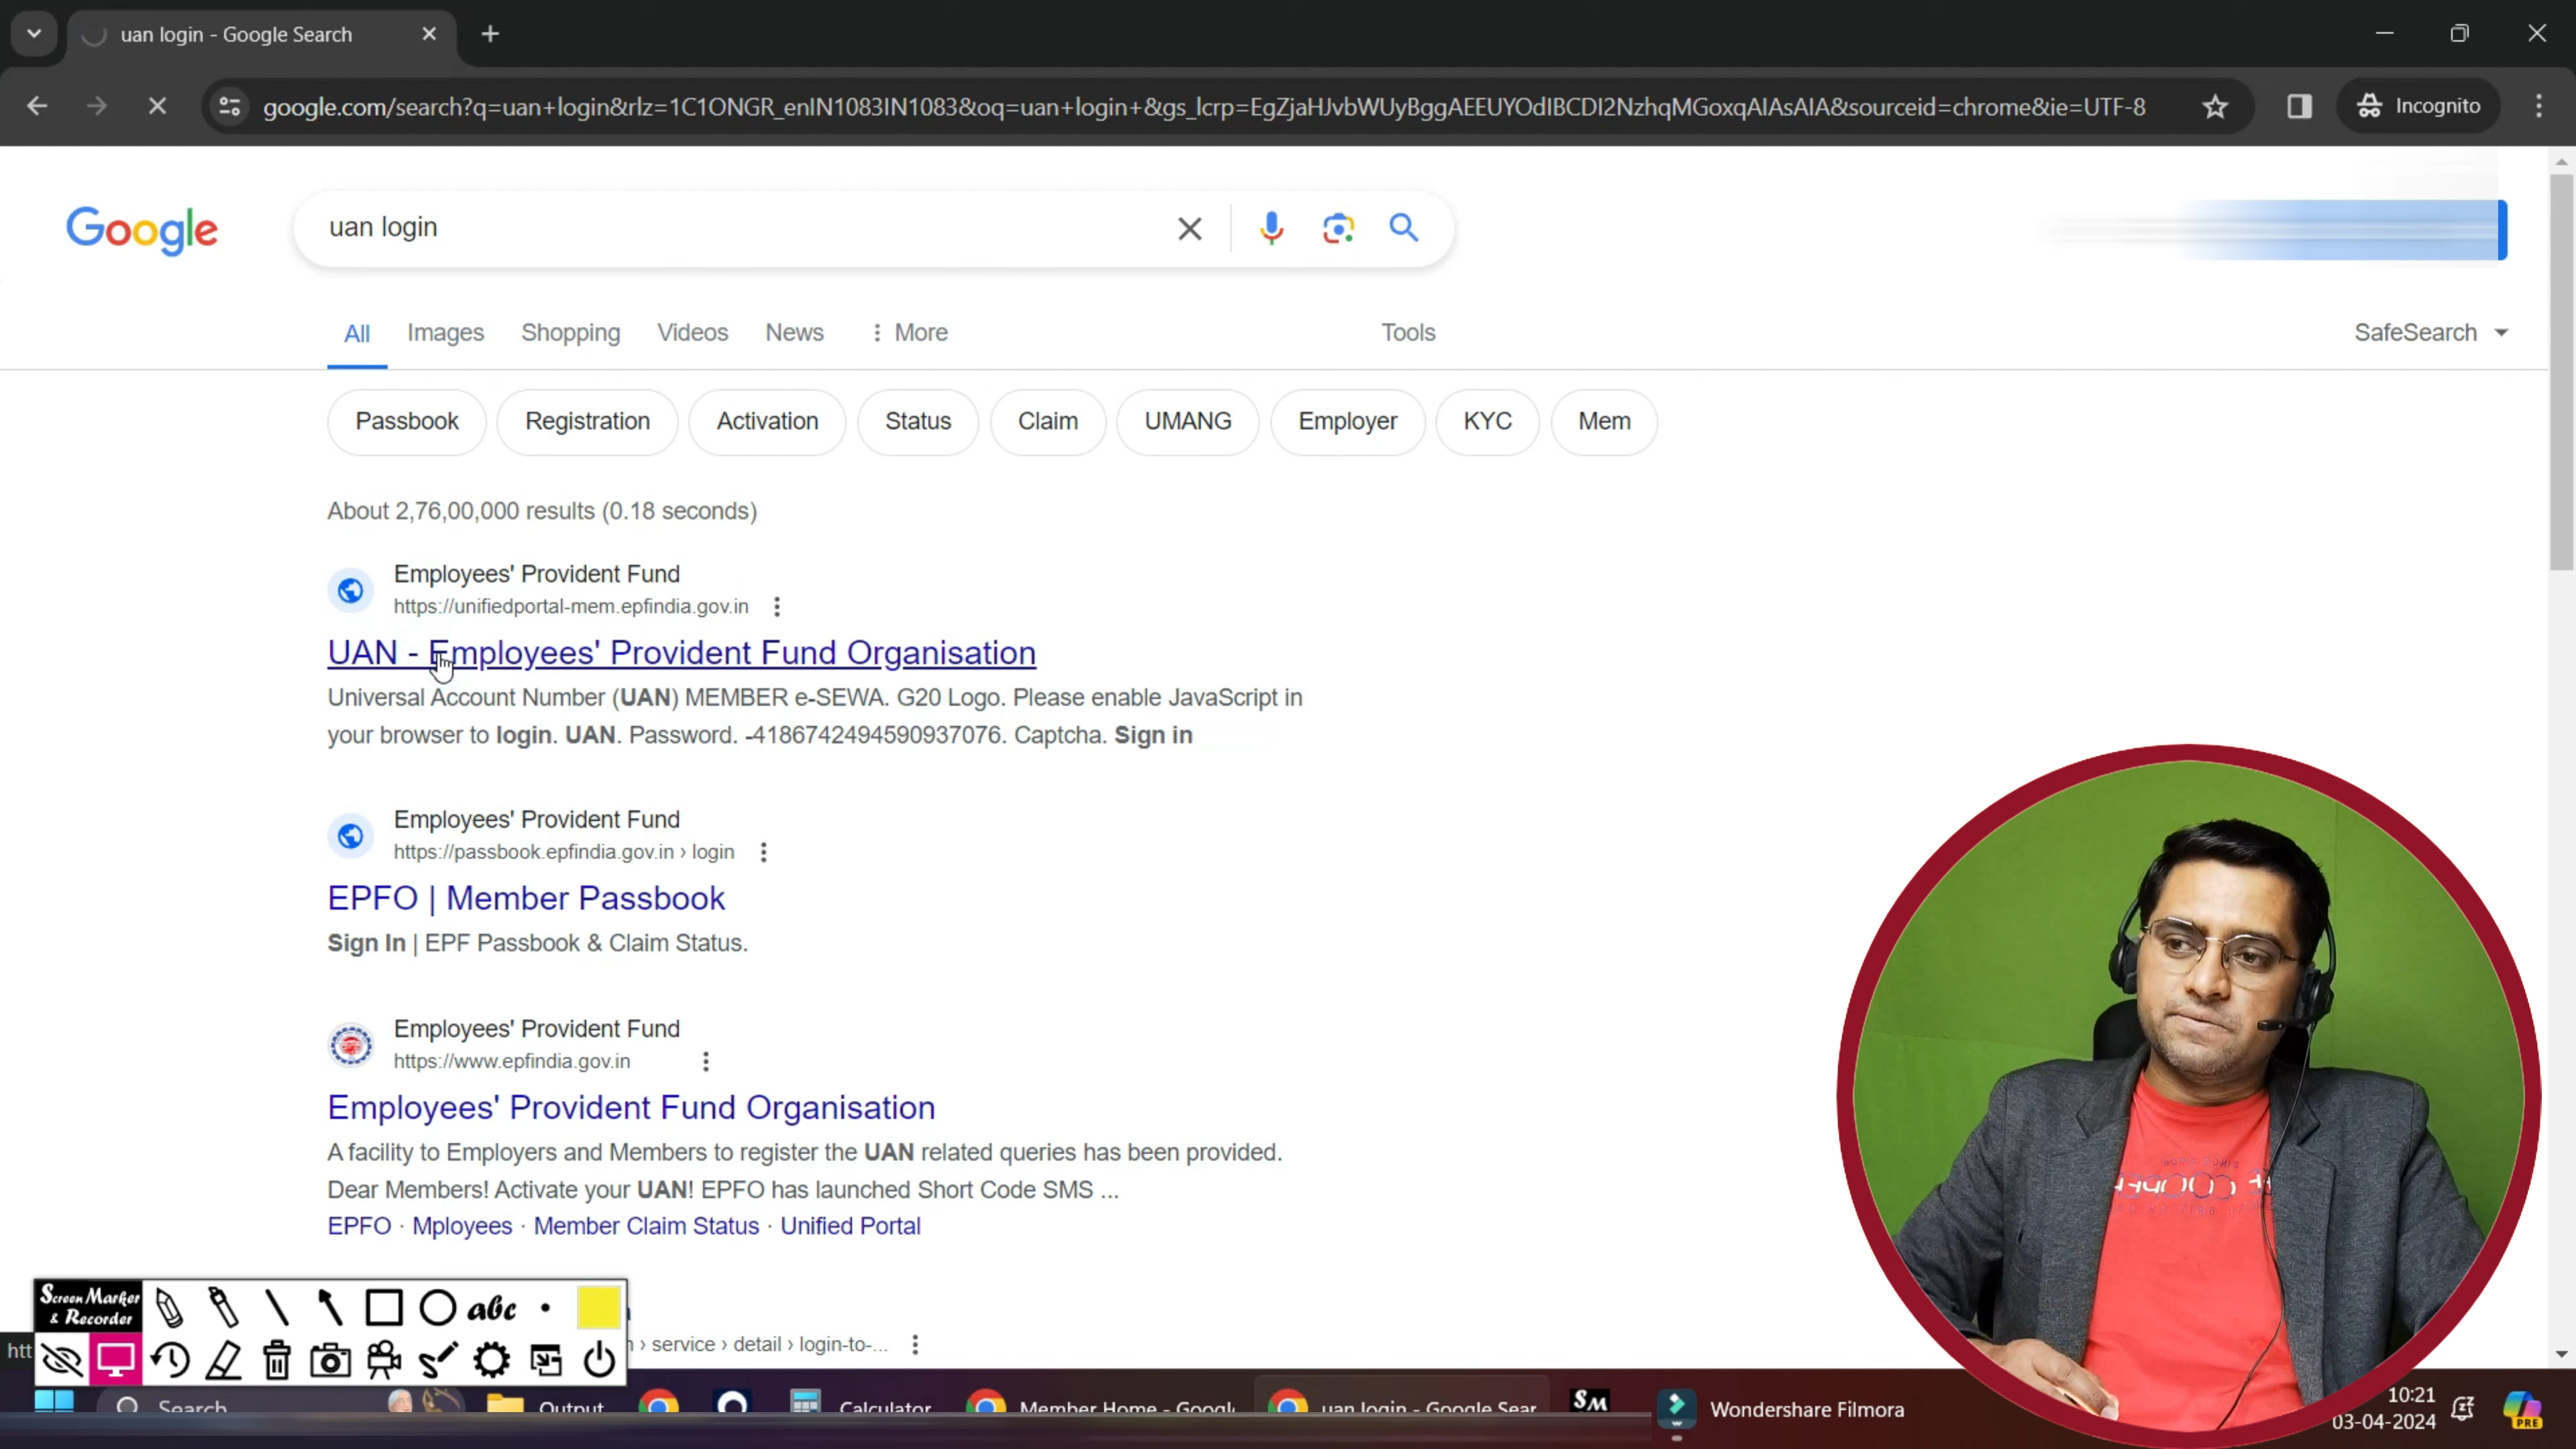 uan login - Google Search
google.com/search?q=uan+login&rlz=1C1ONGR_enIN1083IN1083&oq=uan+login+&gs_lcrp=EgZjaHJvbWUyBggAEEUYOdIBCDI2NzhqMGoxqAIAsAIA&sourceid=chrome&ie=UTF-8
Incognito
Google
uan login
All Images Shopping Videos News More Tools SafeSearch
Passbook Registration Activation Status Claim UMANG Employer KYC Mem
About 2,76,00,000 results (0.18 seconds)
Employees' Provident Fund
https://unifiedportal-mem.epfindia.gov.in
UAN - Employees' Provident Fund Organisation
Universal Account Number (UAN) MEMBER e-SEWA. G20 Logo. Please enable JavaScript in
your browser to login. UAN. Password. -4186742494590937076. Captcha. Sign in
Employees' Provident Fund
https://passbook.epfindia.gov.in › login
EPFO | Member Passbook
Sign In | EPF Passbook & Claim Status.
Employees' Provident Fund
https://www.epfindia.gov.in
Employees' Provident Fund Organisation
A facility to Employers and Members to register the UAN related queries has been provided.
Dear Members! Activate your UAN! EPFO has launched Short Code SMS ...
EPFO · Mployees · Member Claim Status · Unified Portal
Screen Marker
& Recorder
abc
htt
› service › detail › login-to-...
Search Output Calculator Member Home - Googl uan login - Google Sear SM Wondershare Filmora
10:21
03-04-2024
PRE